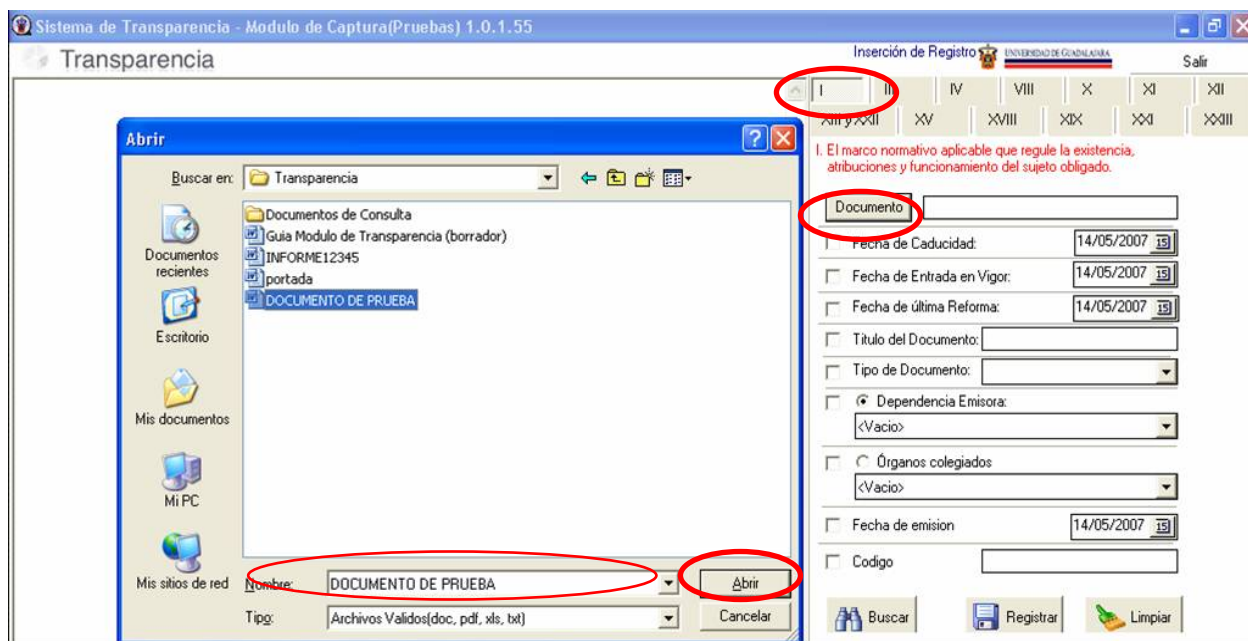 Sistema de Transparencia - Modulo de Captura(Pruebas) 1.0.1.55
Transparencia
Inserción de Registro
UNIVERSIDAD DE GUADALAJARA
Salir
I III IV VIII X XI XII
XIII y XXII XV XVIII XIX XXI XXIII
I. El marco normativo aplicable que regule la existencia,
atribuciones y funcionamiento del sujeto obligado.
Abrir
Buscar en: Transparencia
Documentos recientes
Escritorio
Mis documentos
Mi PC
Mis sitios de red
Documentos de Consulta
Guia Modulo de Transparencia (borrador)
INFORME12345
portada
DOCUMENTO DE PRUEBA
Nombre: DOCUMENTO DE PRUEBA
Abrir
Tipo: Archivos Validos(doc, pdf, xls, txt)
Cancelar
Documento
Fecha de Caducidad: 14/05/2007 15
Fecha de Entrada en Vigor: 14/05/2007 15
Fecha de última Reforma: 14/05/2007 15
Titulo del Documento:
Tipo de Documento:
Dependencia Emisora:
<Vacio>
Órganos colegiados
<Vacio>
Fecha de emision 14/05/2007 15
Codigo
Buscar Registrar Limpiar